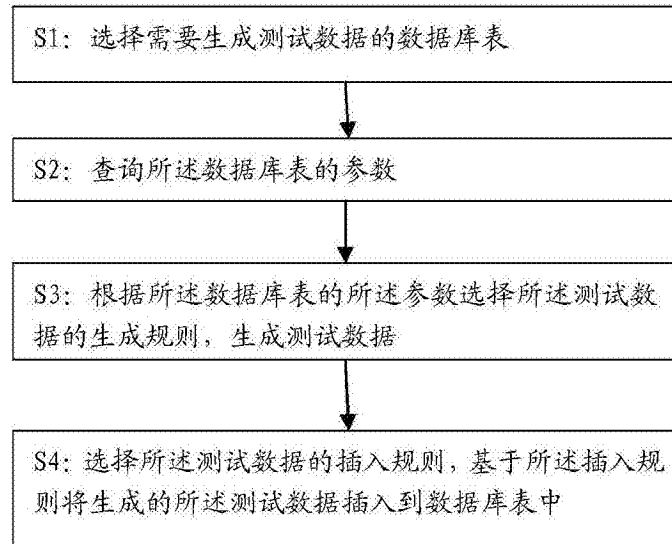 S1：选择需要生成测试数据的数据库表
S2：查询所述数据库表的参数
S3：根据所述数据库表的所述参数选择所述测试数
据的生成规则，生成测试数据
S4：选择所述测试数据的插入规则，基于所述插入规
则将生成的所述测试数据插入到数据库表中